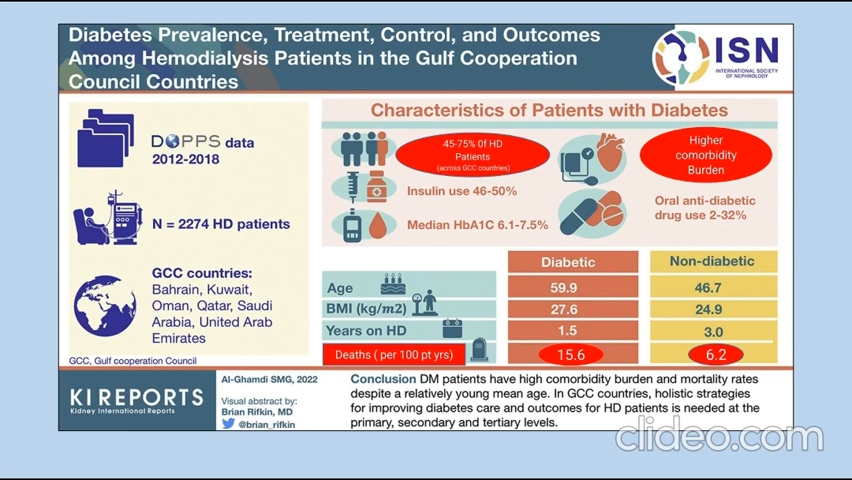 Diabetes Prevalence, Treatment, Control, and Outcomes
Among Hemodialysis Patients in the Gulf Cooperation
Council Countries
ISN
INTERNATIONAL SOCIETY
OF NEPHROLOGY
DOPPS data
2012-2018
N = 2274 HD patients
GCC countries:
Bahrain, Kuwait,
Oman, Qatar, Saudi
Arabia, United Arab
Emirates
GCC, Gulf cooperation Council
Characteristics of Patients with Diabetes
45-75% 0f HD
Patients
(across GCC countries)
Insulin use 46-50%
Median HbA1C 6.1-7.5%
Higher
comorbidity
Burden
Oral anti-diabetic
drug use 2-32%
Diabetic Non-diabetic
Age 59.9 46.7
BMI (kg/m2) 27.6 24.9
Years on HD 1.5 3.0
Deaths ( per 100 pt yrs) 15.6 6.2
KI REPORTS
Kidney International Reports
Al-Ghamdi SMG, 2022
Visual abstract by:
Brian Rifkin, MD
@brian_rifkin
Conclusion DM patients have high comorbidity burden and mortality rates
despite a relatively young mean age. In GCC countries, holistic strategies
for improving diabetes care and outcomes for HD patients is needed at the
primary, secondary and tertiary levels.
clideo.com